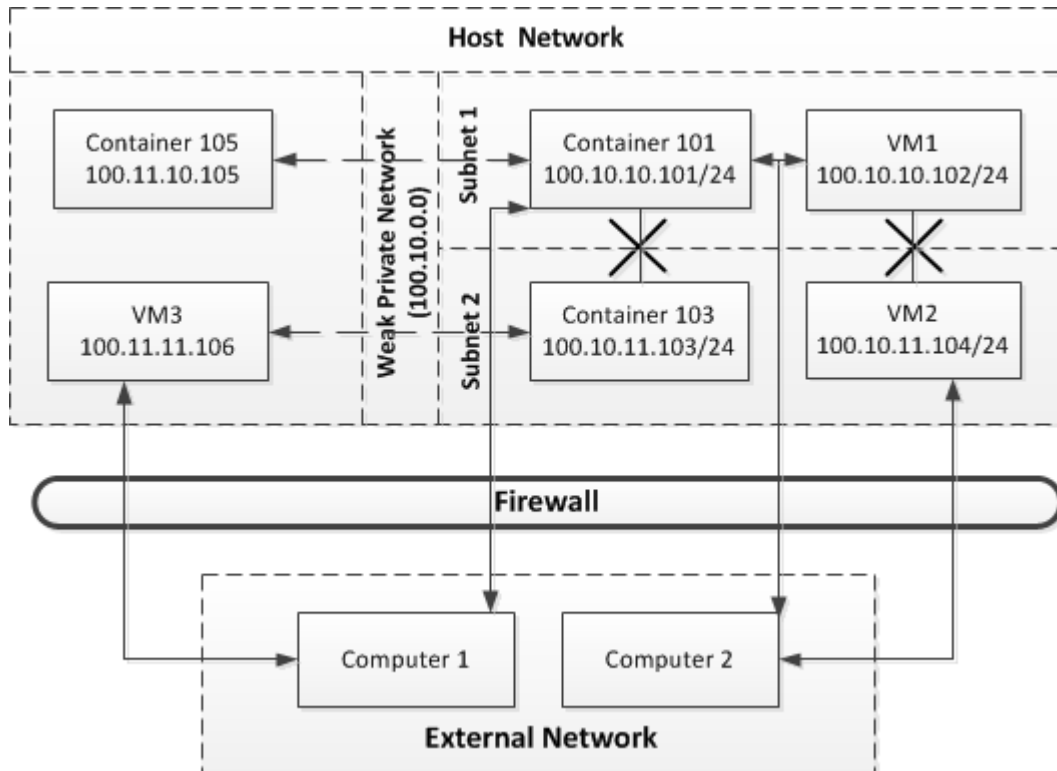 Host Network
Container 105
100.11.10.105
Weak Private Network
(100.10.0.0)
Subnet 1
Container 101
100.10.10.101/24
VM1
100.10.10.102/24
VM3
100.11.11.106
Subnet 2
Container 103
100.10.11.103/24
VM2
100.10.11.104/24
Firewall
Computer 1
Computer 2
External Network